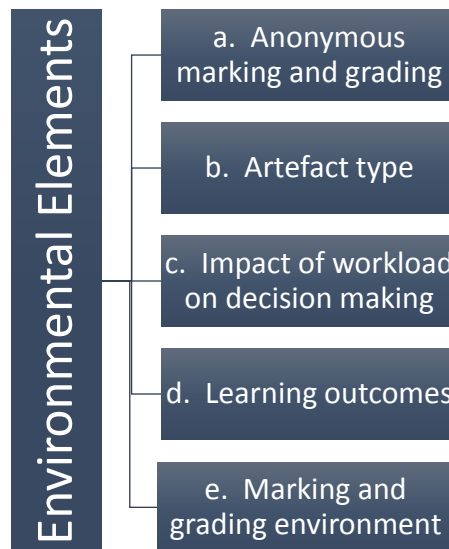 Environmental Elements
a. Anonymous
marking and grading
b. Artefact type
c. Impact of workload
on decision making
d. Learning outcomes
e. Marking and
grading environment